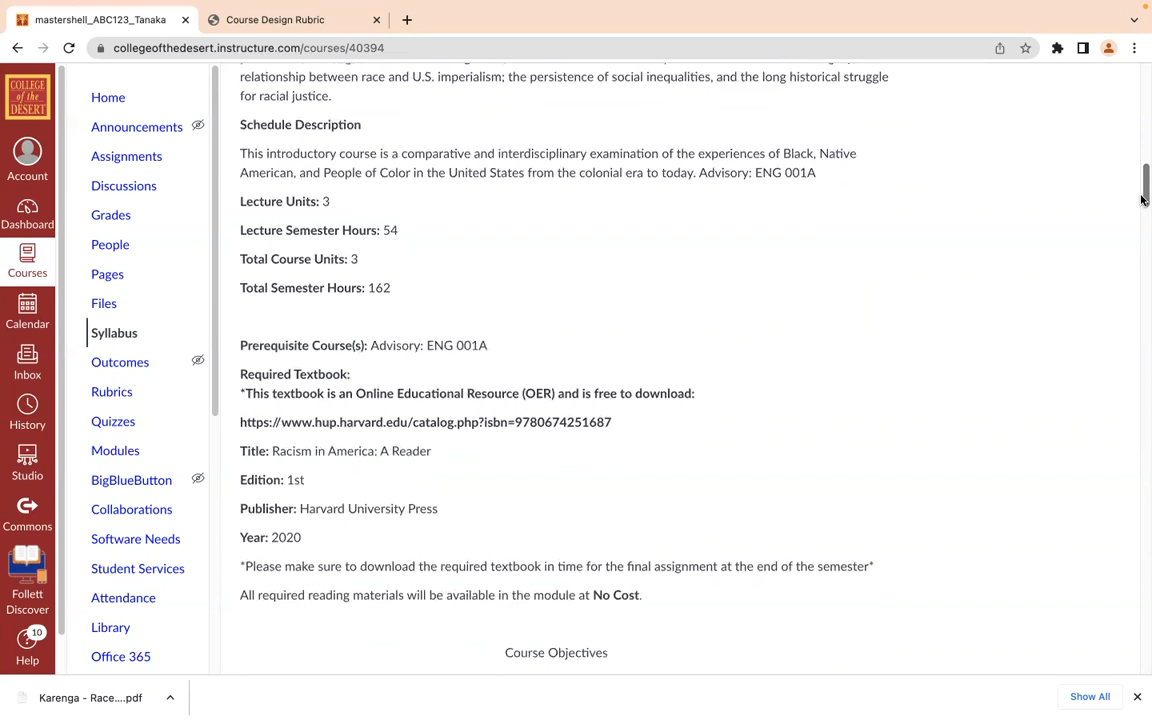 mastershell_ABC123_Tanaka
Course Design Rubric
collegeofthedesert.instructure.com/courses/40394
COLLEGE
of the
DESERT
Account
Dashboard
Courses
Calendar
Inbox
History
Studio
Commons
Follett
Discover
10
Help
Home
Announcements
Assignments
Discussions
Grades
People
Pages
Files
Syllabus
Outcomes
Rubrics
Quizzes
Modules
BigBlueButton
Collaborations
Software Needs
Student Services
Attendance
Library
Office 365
relationship between race and U.S. imperialism; the persistence of social inequalities, and the long historical struggle
for racial justice.
Schedule Description
This introductory course is a comparative and interdisciplinary examination of the experiences of Black, Native
American, and People of Color in the United States from the colonial era to today. Advisory: ENG 001A
Lecture Units: 3
Lecture Semester Hours: 54
Total Course Units: 3
Total Semester Hours: 162
Prerequisite Course(s): Advisory: ENG 001A
Required Textbook:
*This textbook is an Online Educational Resource (OER) and is free to download:
https://www.hup.harvard.edu/catalog.php?isbn=9780674251687
Title: Racism in America: A Reader
Edition: 1st
Publisher: Harvard University Press
Year: 2020
*Please make sure to download the required textbook in time for the final assignment at the end of the semester*
All required reading materials will be available in the module at No Cost.
Course Objectives
Karenga - Race....pdf
Show All